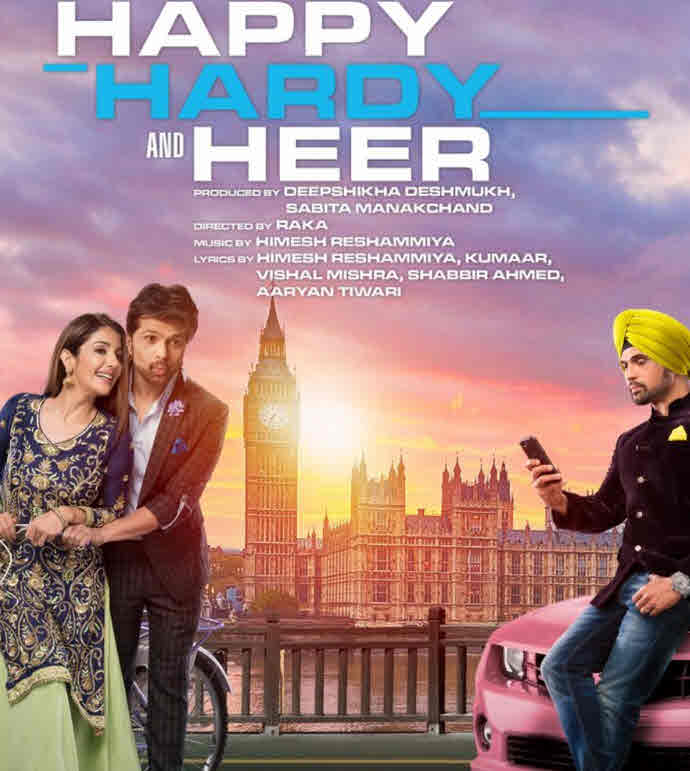 HAPPY
HARDY
AND HEER
PRODUCED BY DEEPSHIKHA DESHMUKH,
SABITA MANAKCHAND
DIRECTED BY RAKA
MUSIC BY HIMESH RESHAMMIYA
LYRICS BY HIMESH RESHAMMIYA, KUMAAR,
VISHAL MISHRA, SHABBIR AHMED,
AARYAN TIWARI